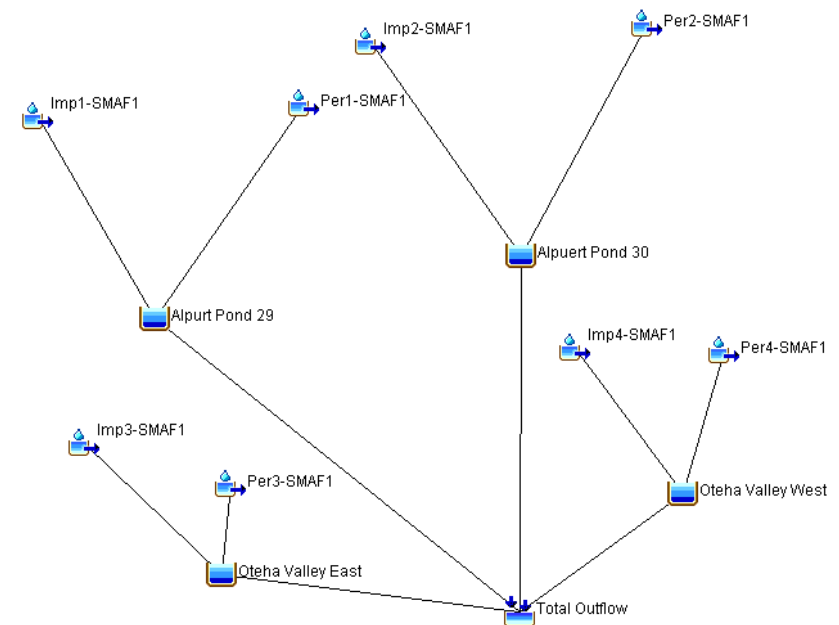 Imp2-SMAF1
Per2-SMAF1
Imp1-SMAF1
Per1-SMAF1
Alpuert Pond 30
Alpurt Pond 29
Imp4-SMAF1
Per4-SMAF1
Imp3-SMAF1
Per3-SMAF1
Oteha Valley West
Oteha Valley East
Total Outflow